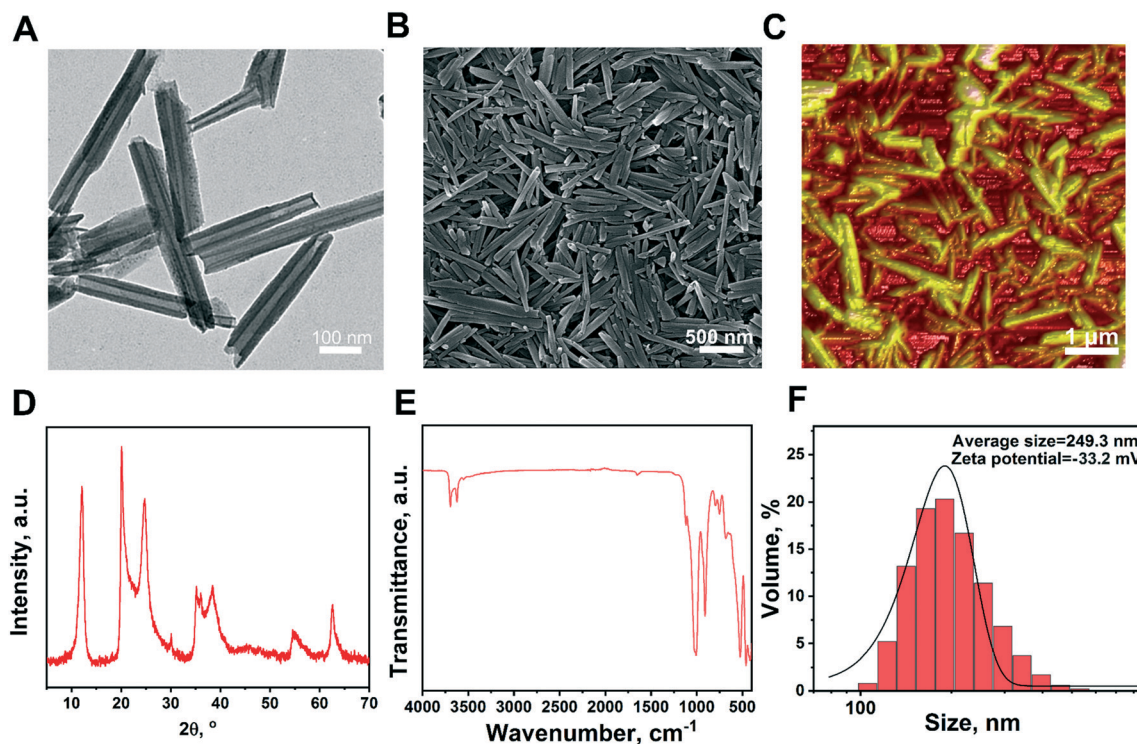 A
100 nm
B
500 nm
C
1 µm
D
Intensity, a.u.
10 20 30 40 50 60 70
2θ, °
E
Transmittance, a.u.
4000 3500 3000 2500 2000 1500 1000 500
Wavenumber, cm-1
F
Average size=249.3 nm
Zeta potential=-33.2 mV
Volume, %
25
20
15
10
5
0
100
Size, nm